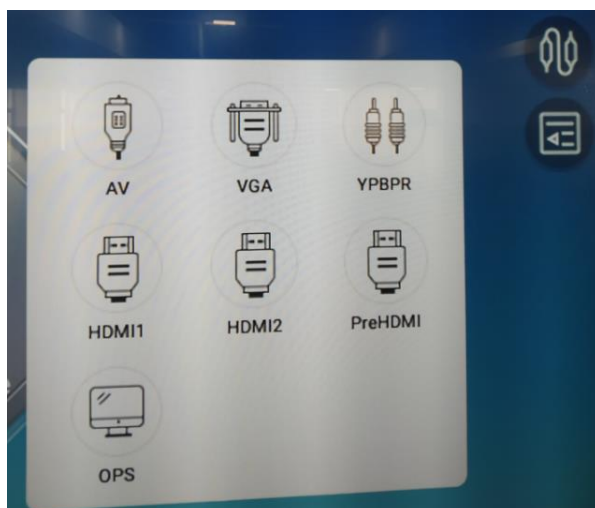 AV
VGA
YPBPR
HDMI1
HDMI2
PreHDMI
OPS